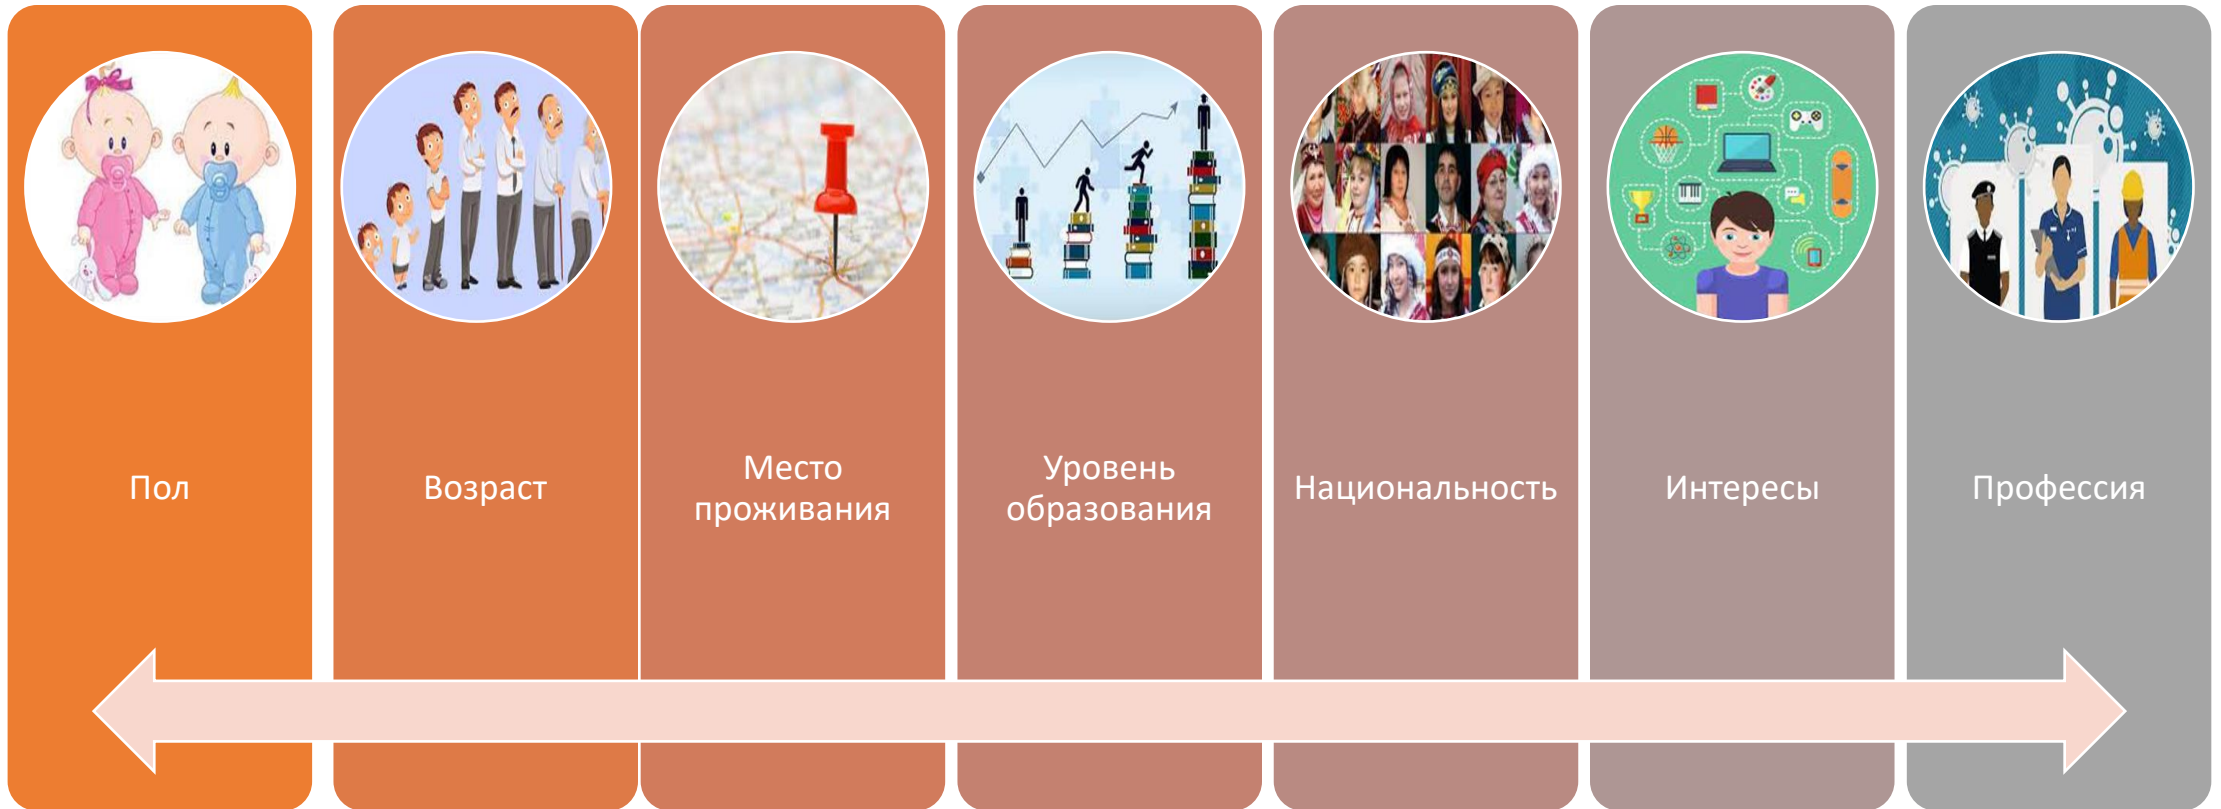 Пол
Возраст
Место
проживания
Уровень
образования
Национальность
Интересы
Профессия